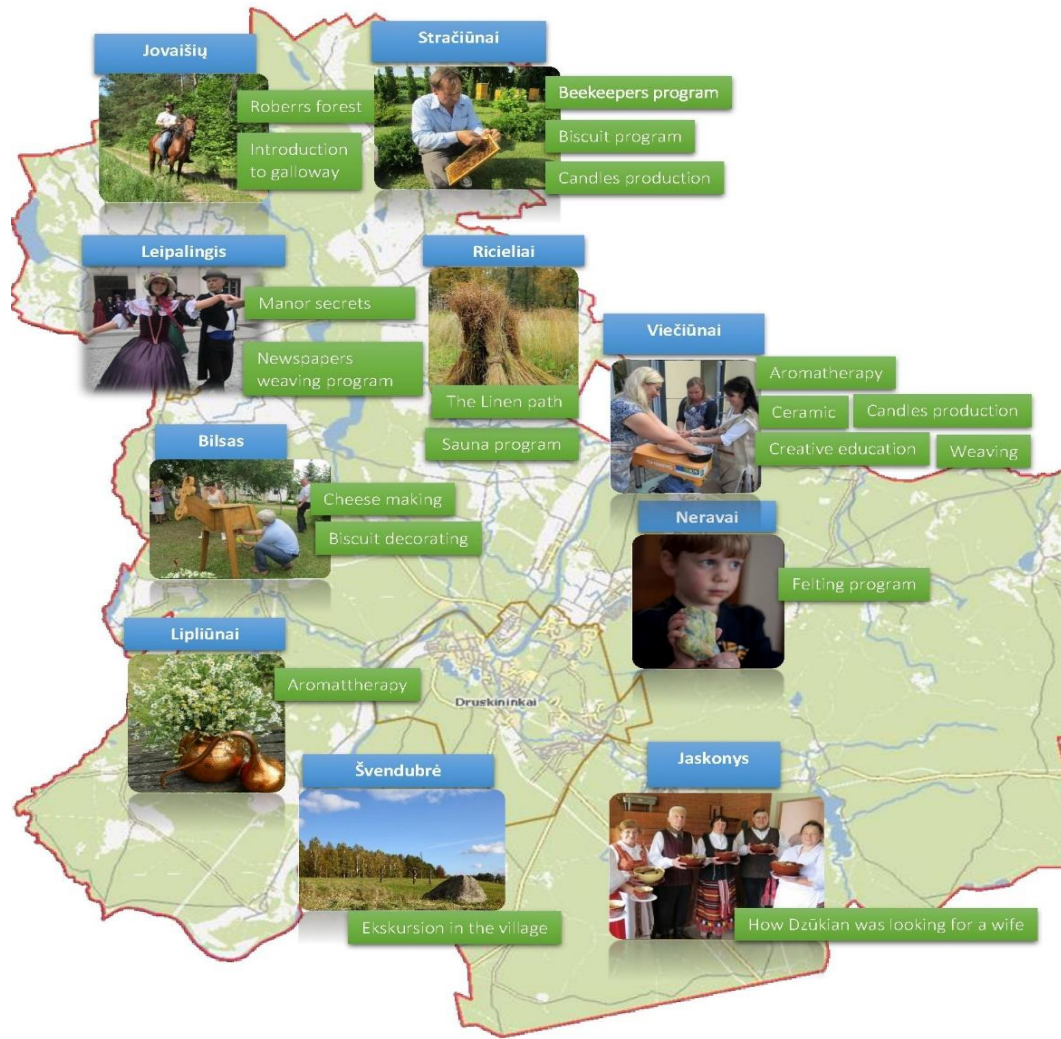 Jovaišių
Roberrs forest
Introduction
to galloway
Stračiūnai
Beekeepers program
Biscuit program
Candles production
Leipalingis
Manor secrets
Newspapers
weaving program
Ricieliai
The Linen path
Sauna program
Viečiūnai
Aromatherapy
Ceramic
Candles production
Creative education
Weaving
Bilsas
Cheese making
Biscuit decorating
Neravai
Felting program
Lipliūnai
Aromattherapy
Druskininkai
Švendubrė
Ekskursion in the village
Jaskonys
How Dzūkian was looking for a wife